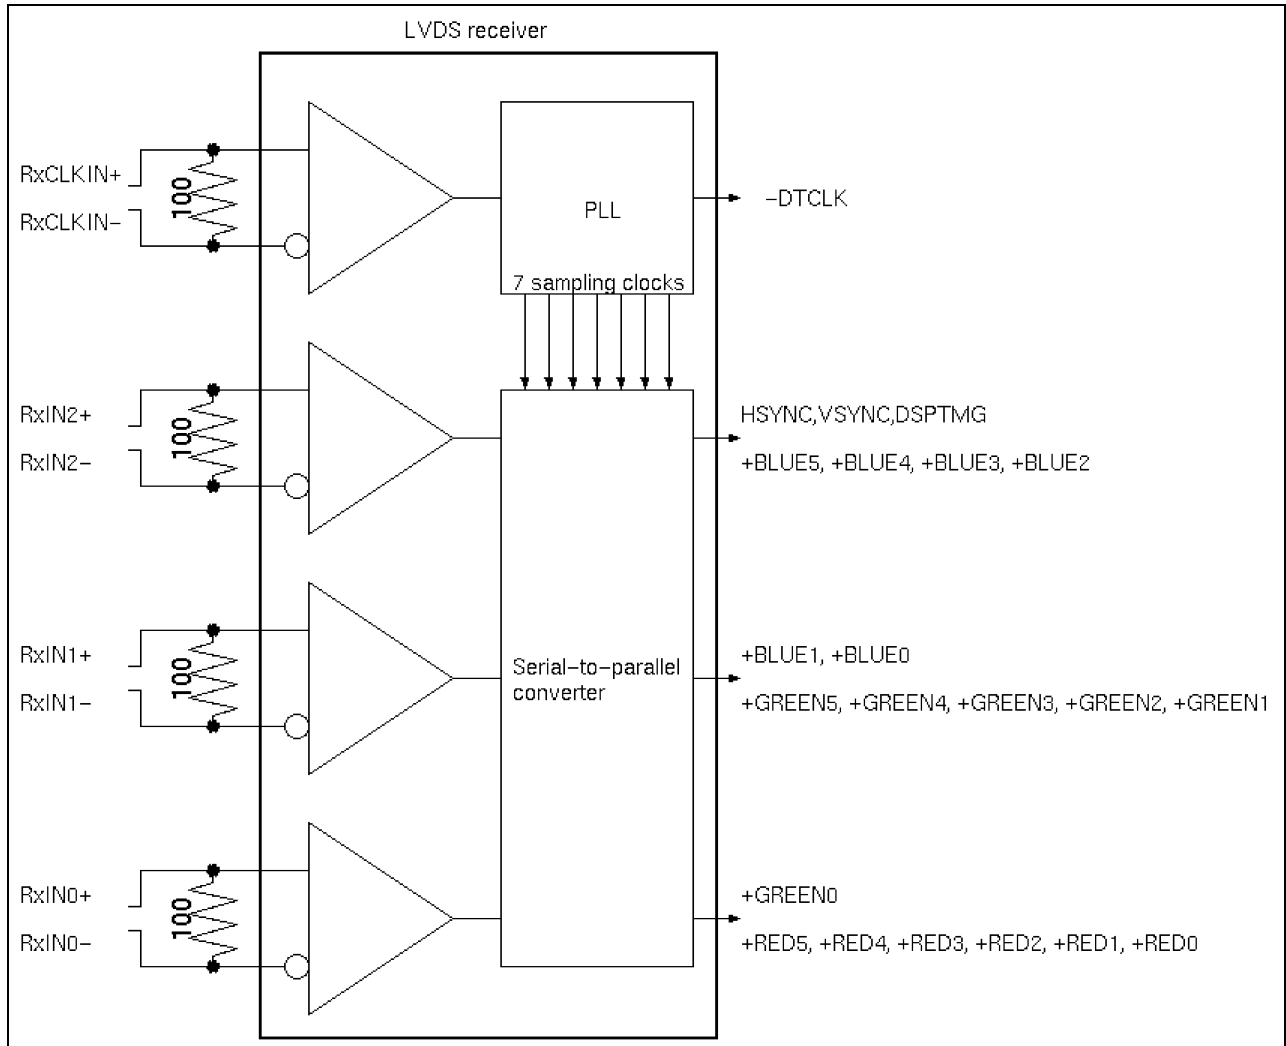 LVDS receiver
RxCLKIN+
RxCLKIN-
100
PLL
7 sampling clocks
-DTCLK
RxIN2+
RxIN2-
100
HSYNC,VSYNC,DSPTMG
+BLUE5, +BLUE4, +BLUE3, +BLUE2
RxIN1+
RxIN1-
100
Serial-to-parallel
converter
+BLUE1, +BLUE0
+GREEN5, +GREEN4, +GREEN3, +GREEN2, +GREEN1
RxIN0+
RxIN0-
100
+GREEN0
+RED5, +RED4, +RED3, +RED2, +RED1, +RED0